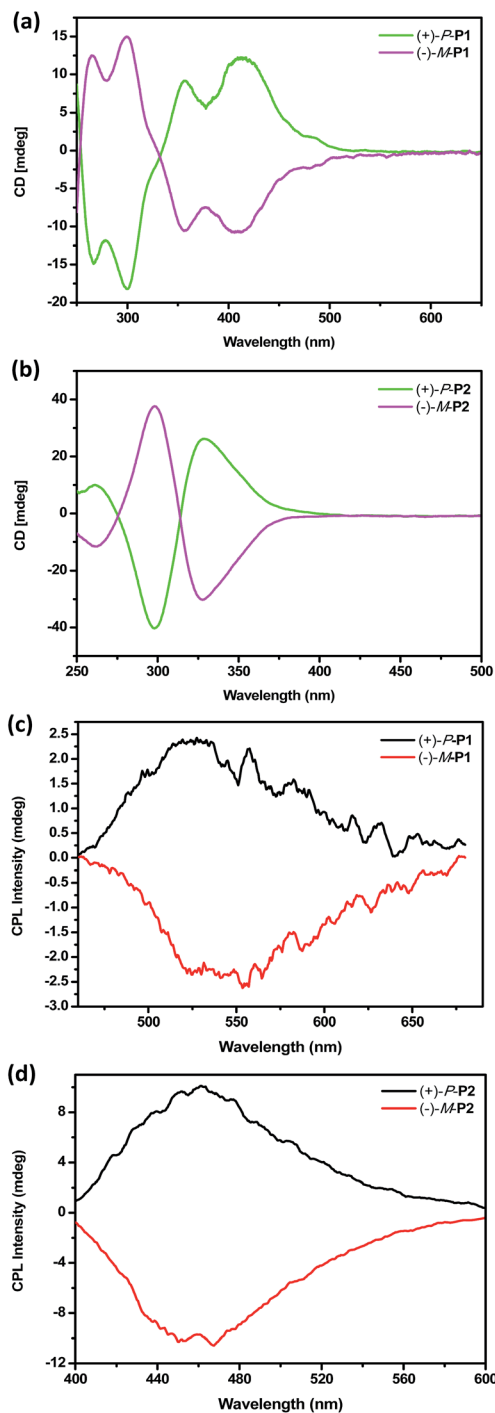 (a)
(+)-P-P1
(-)-M-P1
15
10
5
0
-5
-10
-15
-20
CD [mdeg]
300
400
500
600
Wavelength (nm)
(b)
(+)-P-P2
(-)-M-P2
40
20
0
-20
-40
CD [mdeg]
250
300
350
400
450
500
Wavelength (nm)
(c)
(+)-P-P1
(-)-M-P1
2.5
2.0
1.5
1.0
0.5
0.0
-0.5
-1.0
-1.5
-2.0
-2.5
-3.0
CPL Intensity (mdeg)
500
550
600
650
Wavelength (nm)
(d)
(+)-P-P2
(-)-M-P2
8
4
0
-4
-8
-12
CPL Intensity (mdeg)
400
440
480
520
560
600
Wavelength (nm)